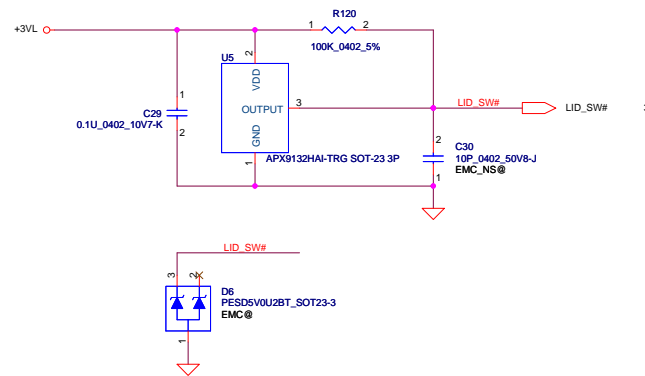 R120
+3VL
1
2
100K_0402_5%
2
U5
VDD
1
C29
0.1U_0402_10V7-K
2
OUTPUT
3
LID_SW#
LID_SW#
GND
1
APX9132HAI-TRG SOT-23 3P
2
C30
10P_0402_50V8-J
EMC_NS@
1
LID_SW#
3
2
D6
PESD5V0U2BT_SOT23-3
EMC@
1